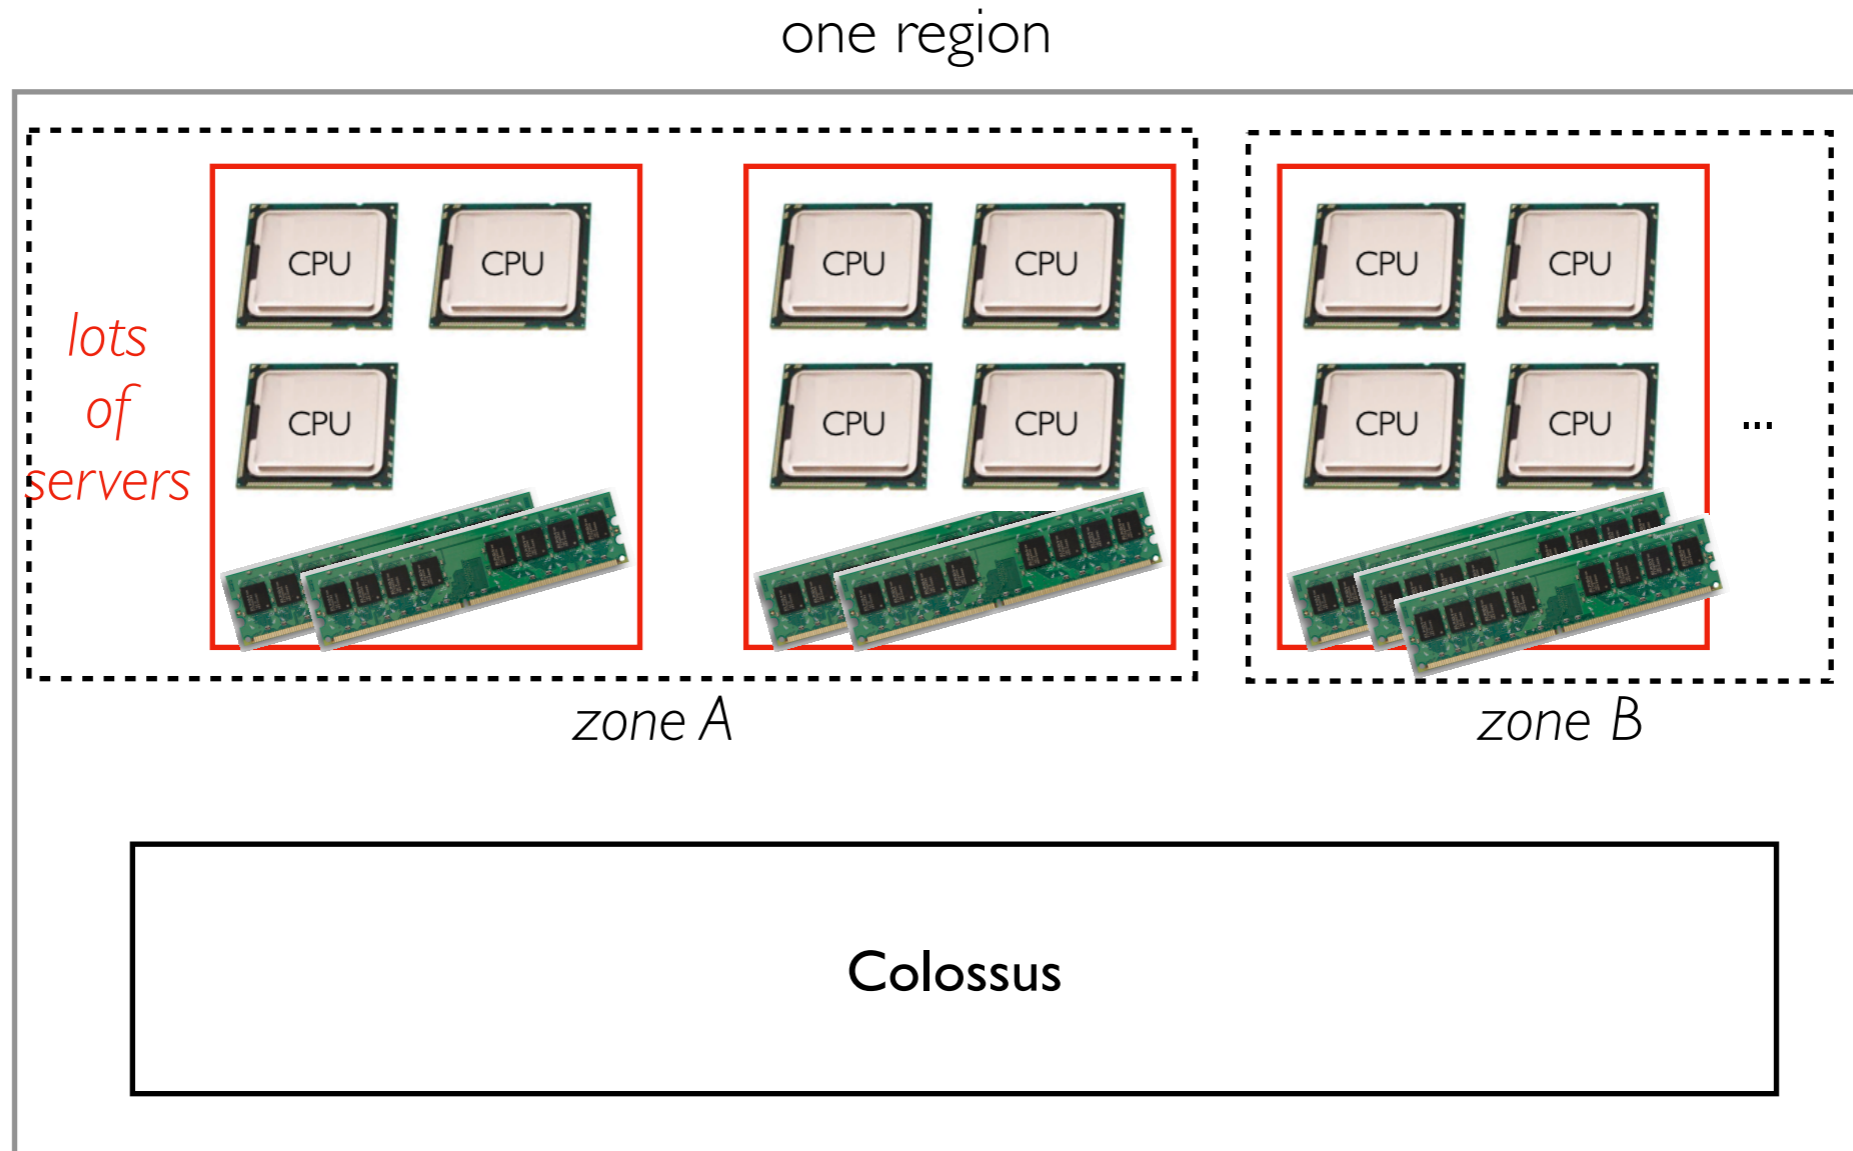 one region
CPU CPU CPU CPU CPU CPU
lots
of
servers
CPU CPU CPU CPU CPU
...
zone A
zone B
Colossus